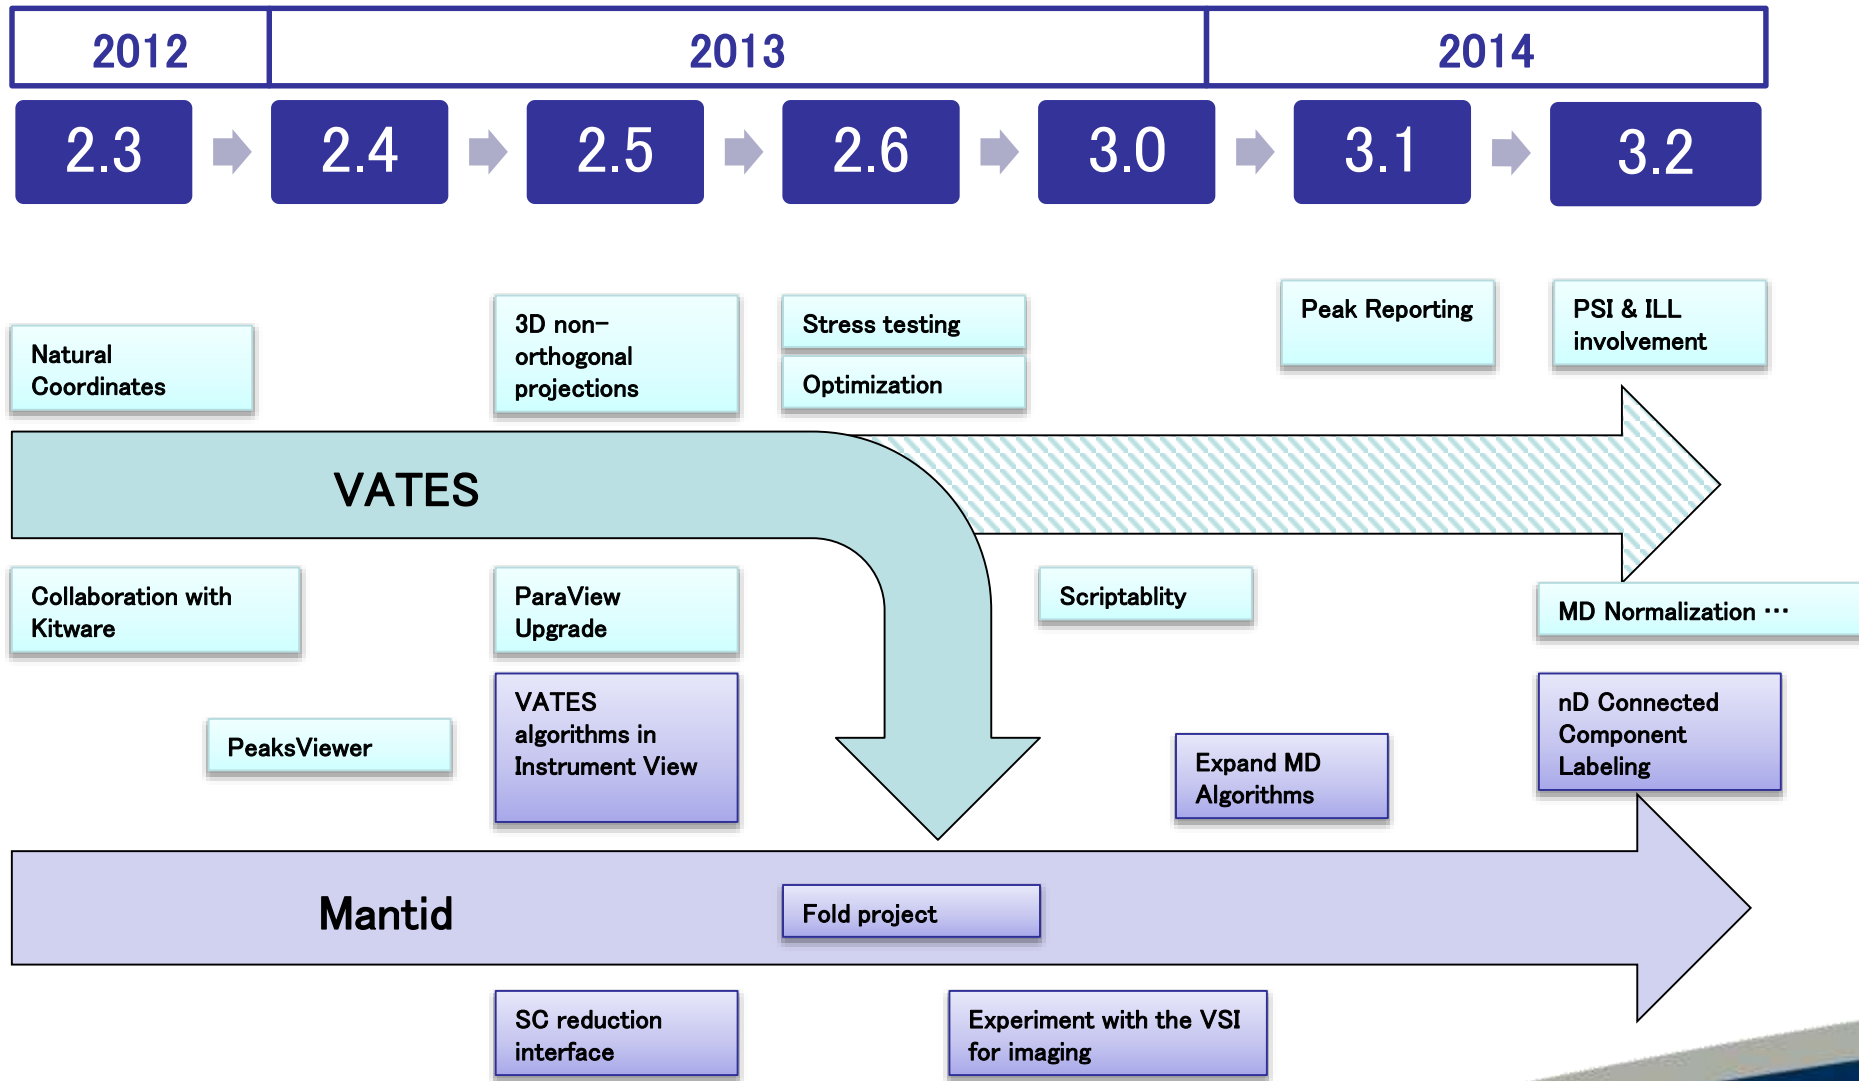 2012
2013
2014
2.3
2.4
2.5
2.6
3.0
3.1
3.2
Natural
Coordinates
3D non-
orthogonal
projections
Stress testing
Optimization
Peak Reporting
PSI & ILL
involvement
VATES
Collaboration with
Kitware
ParaView
Upgrade
Scriptablity
MD Normalization …
PeaksViewer
VATES
algorithms in
Instrument View
Expand MD
Algorithms
nD Connected
Component
Labeling
Mantid
Fold project
SC reduction
interface
Experiment with the VSI
for imaging